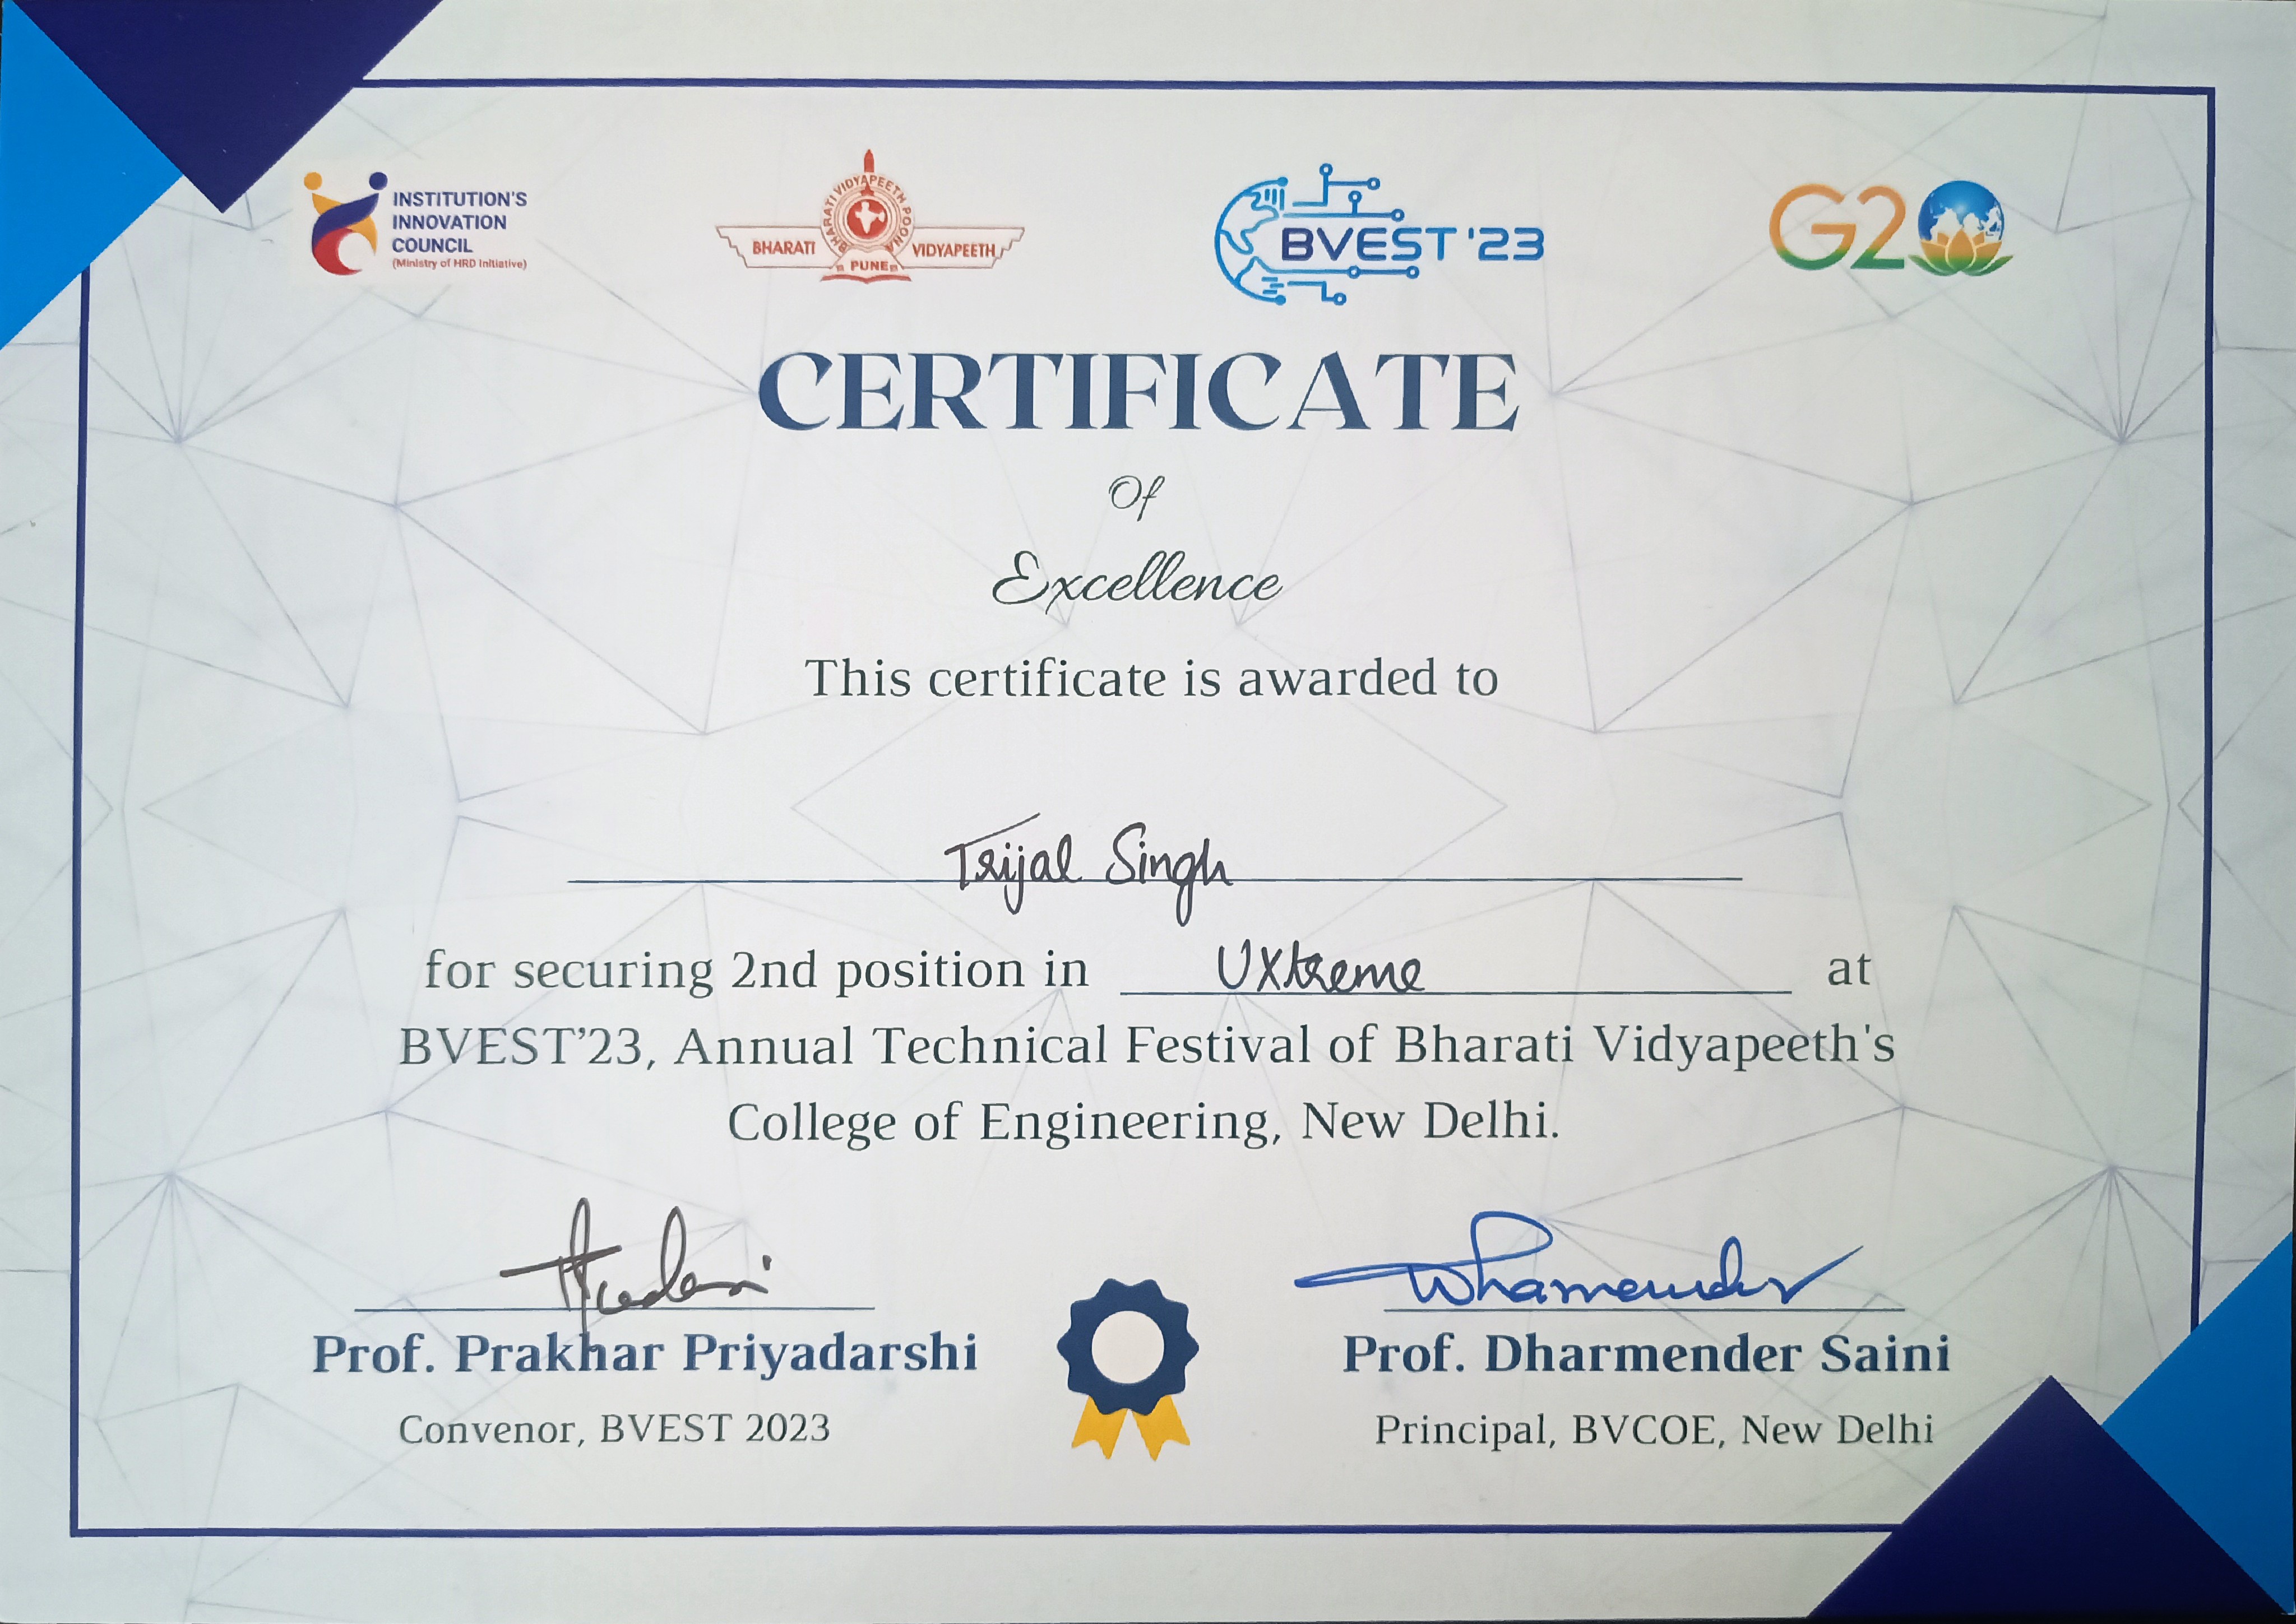 INSTITUTION'S
INNOVATION
COUNCIL
(Ministry of HRD Initiative)
BHARATI VIDYAPEETH POONA
BHARATI VIDYAPEETH
PUNE
BVEST '23
G20
CERTIFICATE
Of
Excellence
This certificate is awarded to
Trijal Singh
for securing 2nd position in UXtreme at
BVEST’23, Annual Technical Festival of Bharati Vidyapeeth's
College of Engineering, New Delhi.
Dharmender
Prof. Prakhar Priyadarshi Prof. Dharmender Saini
Convenor, BVEST 2023 Principal, BVCOE, New Delhi